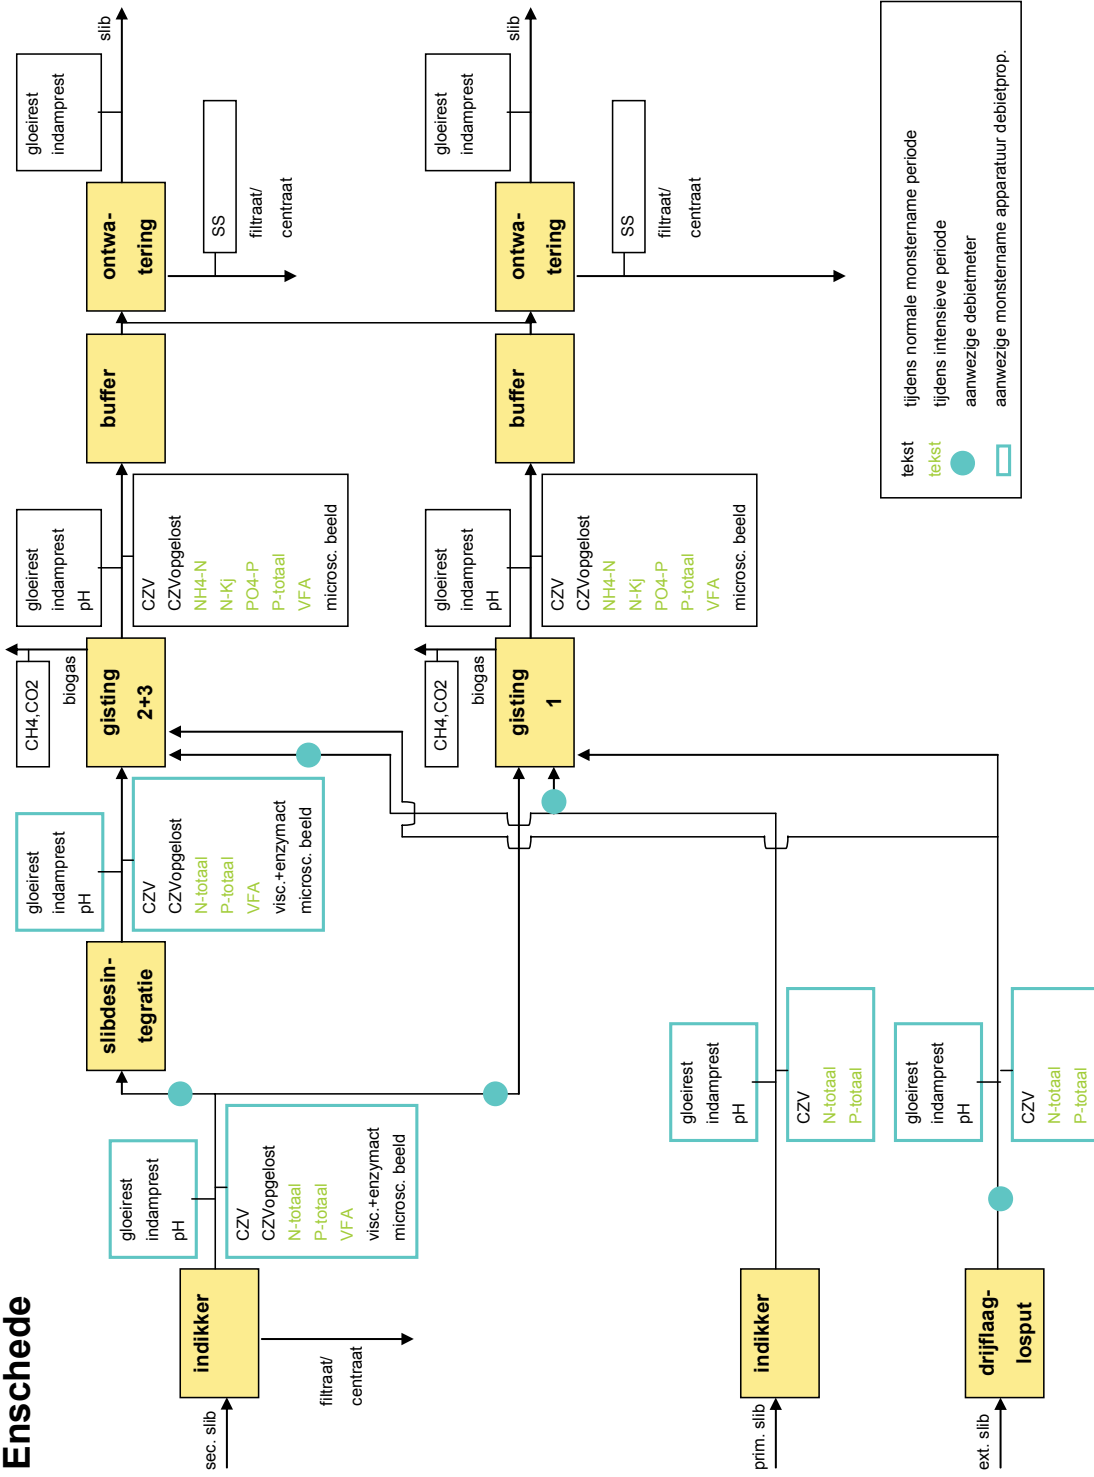 Enschede
sec. slib
indikker
filtraat/
centraat
gloeirest
indamprest
pH
CZV
CZVopgelost
N-totaal
P-totaal
VFA
visc.+enzymact
microsc. beeld
slibdesin-
tegratie
gloeirest
indamprest
pH
CZV
CZVopgelost
N-totaal
P-totaal
VFA
visc.+enzymact
microsc. beeld
gisting
2+3
CH4,CO2
biogas
gloeirest
indamprest
pH
CZV
CZVopgelost
NH4-N
N-Kj
PO4-P
P-totaal
VFA
microsc. beeld
buffer
ontwa-
tering
gloeirest
indamprest
slib
SS
filtraat/
centraat
gisting
1
CH4,CO2
biogas
gloeirest
indamprest
pH
CZV
CZVopgelost
NH4-N
N-Kj
PO4-P
P-totaal
VFA
microsc. beeld
buffer
ontwa-
tering
gloeirest
indamprest
slib
SS
filtraat/
centraat
prim. slib
indikker
gloeirest
indamprest
pH
CZV
N-totaal
P-totaal
ext. slib
drijflaag-
losput
gloeirest
indamprest
pH
CZV
N-totaal
P-totaal
tekst tijdens normale monstername periode
tekst tijdens intensieve periode
aanwezige debietmeter
aanwezige monstername apparatuur debietprop.